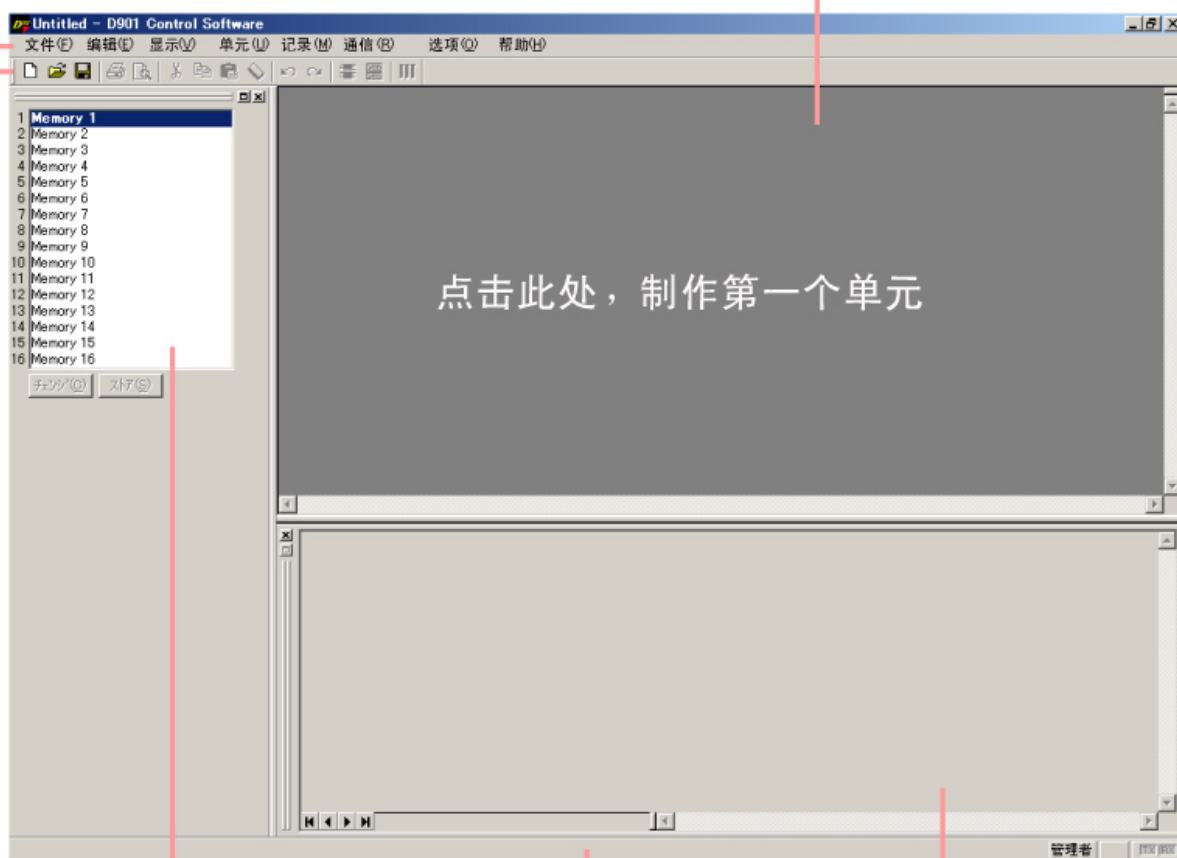 Untitled - D901 Control Software
文件(F) 编辑(E) 显示(V) 单元(U) 记录(M) 通信(R) 选项(O) 帮助(H)
1 Memory 1
2 Memory 2
3 Memory 3
4 Memory 4
5 Memory 5
6 Memory 6
7 Memory 7
8 Memory 8
9 Memory 9
10 Memory 10
11 Memory 11
12 Memory 12
13 Memory 13
14 Memory 14
15 Memory 15
16 Memory 16
チェンジ(C) ストア(S)
点击此处，制作第一个单元
管理者 TX RX